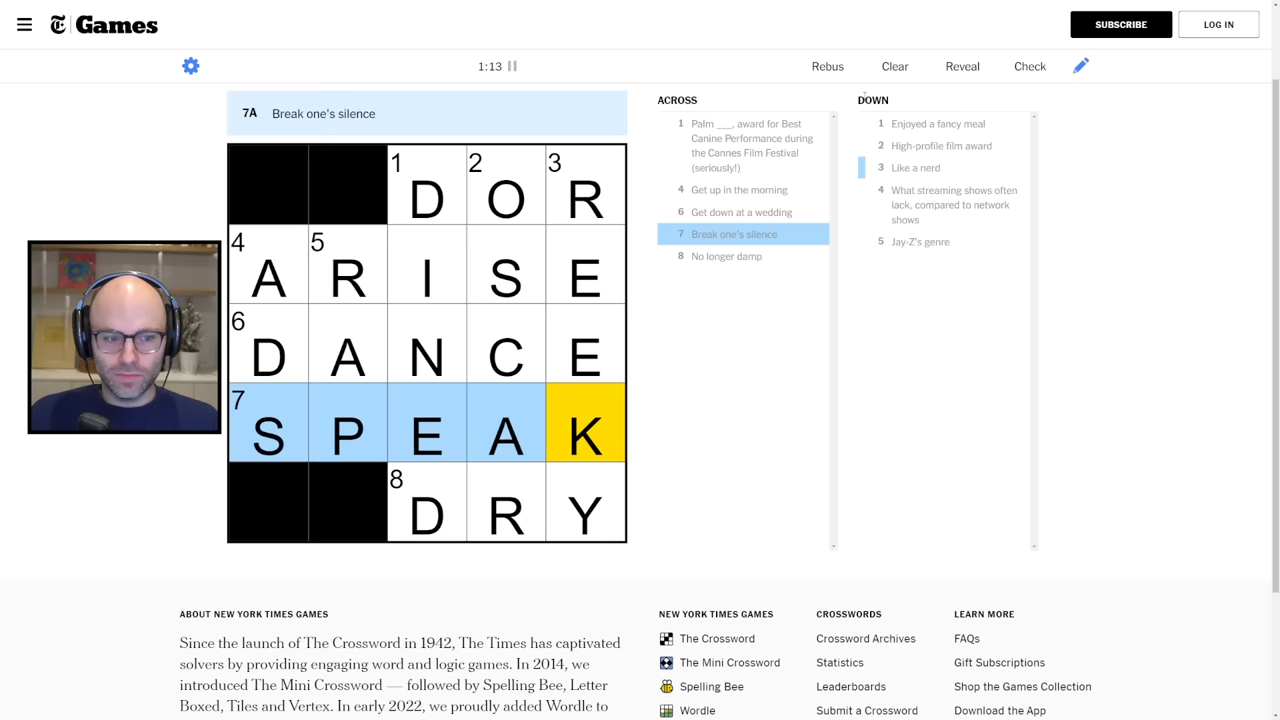 Games
SUBSCRIBE
LOG IN
1:13
Rebus
Clear
Reveal
Check
7A Break one's silence
1 2 3
D O R
4 5
A R I S E
6
D A N C E
7
S P E A K
8
D R Y
ACROSS
1 Palm ___, award for Best
Canine Performance during
the Cannes Film Festival
(seriously!)
4 Get up in the morning
6 Get down at a wedding
7 Break one's silence
8 No longer damp
DOWN
1 Enjoyed a fancy meal
2 High-profile film award
3 Like a nerd
4 What streaming shows often
lack, compared to network
shows
5 Jay-Z's genre
ABOUT NEW YORK TIMES GAMES
Since the launch of The Crossword in 1942, The Times has captivated
solvers by providing engaging word and logic games. In 2014, we
introduced The Mini Crossword — followed by Spelling Bee, Letter
Boxed, Tiles and Vertex. In early 2022, we proudly added Wordle to
NEW YORK TIMES GAMES
The Crossword
The Mini Crossword
Spelling Bee
Wordle
CROSSWORDS
Crossword Archives
Statistics
Leaderboards
Submit a Crossword
LEARN MORE
FAQs
Gift Subscriptions
Shop the Games Collection
Download the App